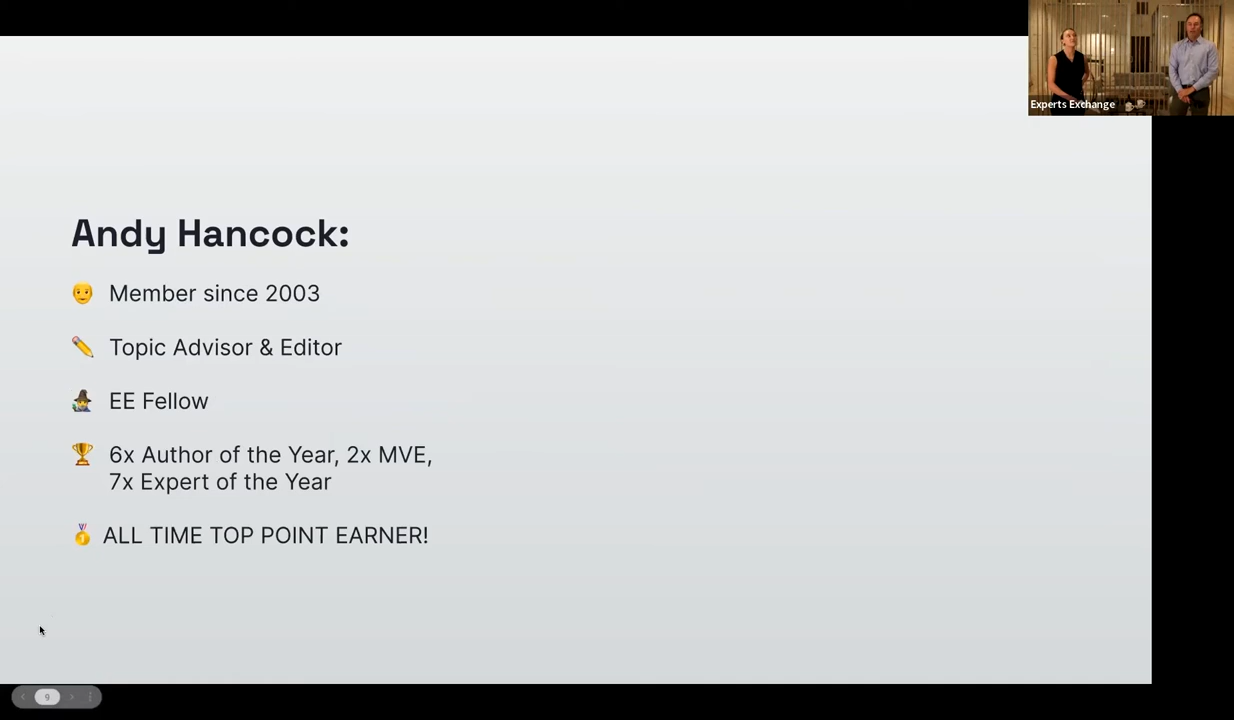 Experts Exchange
Andy Hancock:
Member since 2003
Topic Advisor & Editor
EE Fellow
6x Author of the Year, 2x MVE,
7x Expert of the Year
ALL TIME TOP POINT EARNER!
9